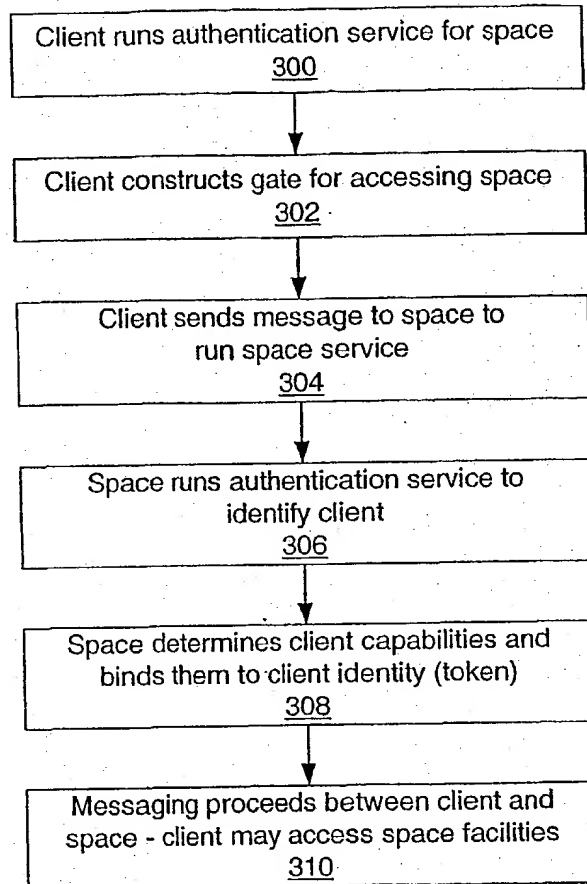 Client runs authentication service for space
300
Client constructs gate for accessing space
302
Client sends message to space to
run space service
304
Space runs authentication service to
identify client
306
Space determines client capabilities and
binds them to client identity (token)
308
Messaging proceeds between client and
space - client may access space facilities
310